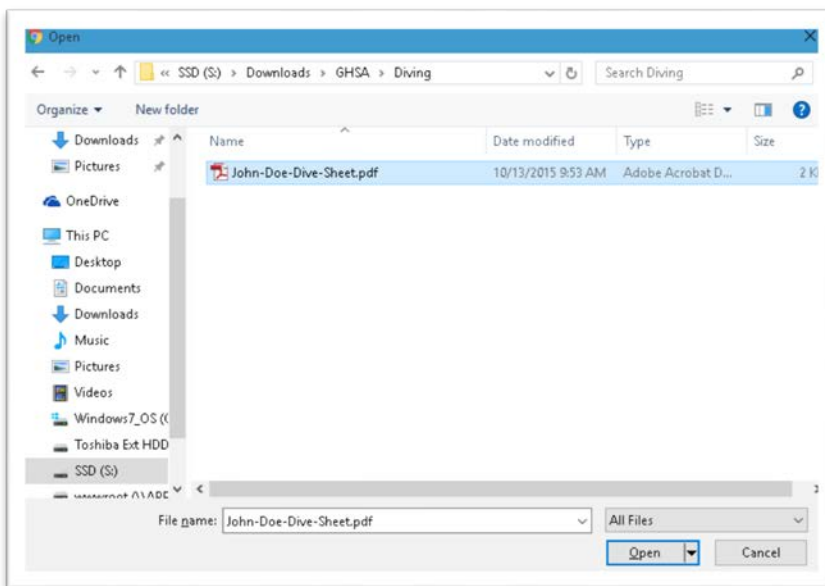 Open
« SSD (S:) › Downloads › GHSA › Diving
Search Diving
Organize New folder
Name Date modified Type Size
John-Doe-Dive-Sheet.pdf 10/13/2015 9:53 AM Adobe Acrobat D... 2
Downloads
Pictures
OneDrive
This PC
Desktop
Documents
Downloads
Music
Pictures
Videos
Windows7_OS (
Toshiba Ext HDD
SSD (S:)
File name: John-Doe-Dive-Sheet.pdf All Files
Open Cancel